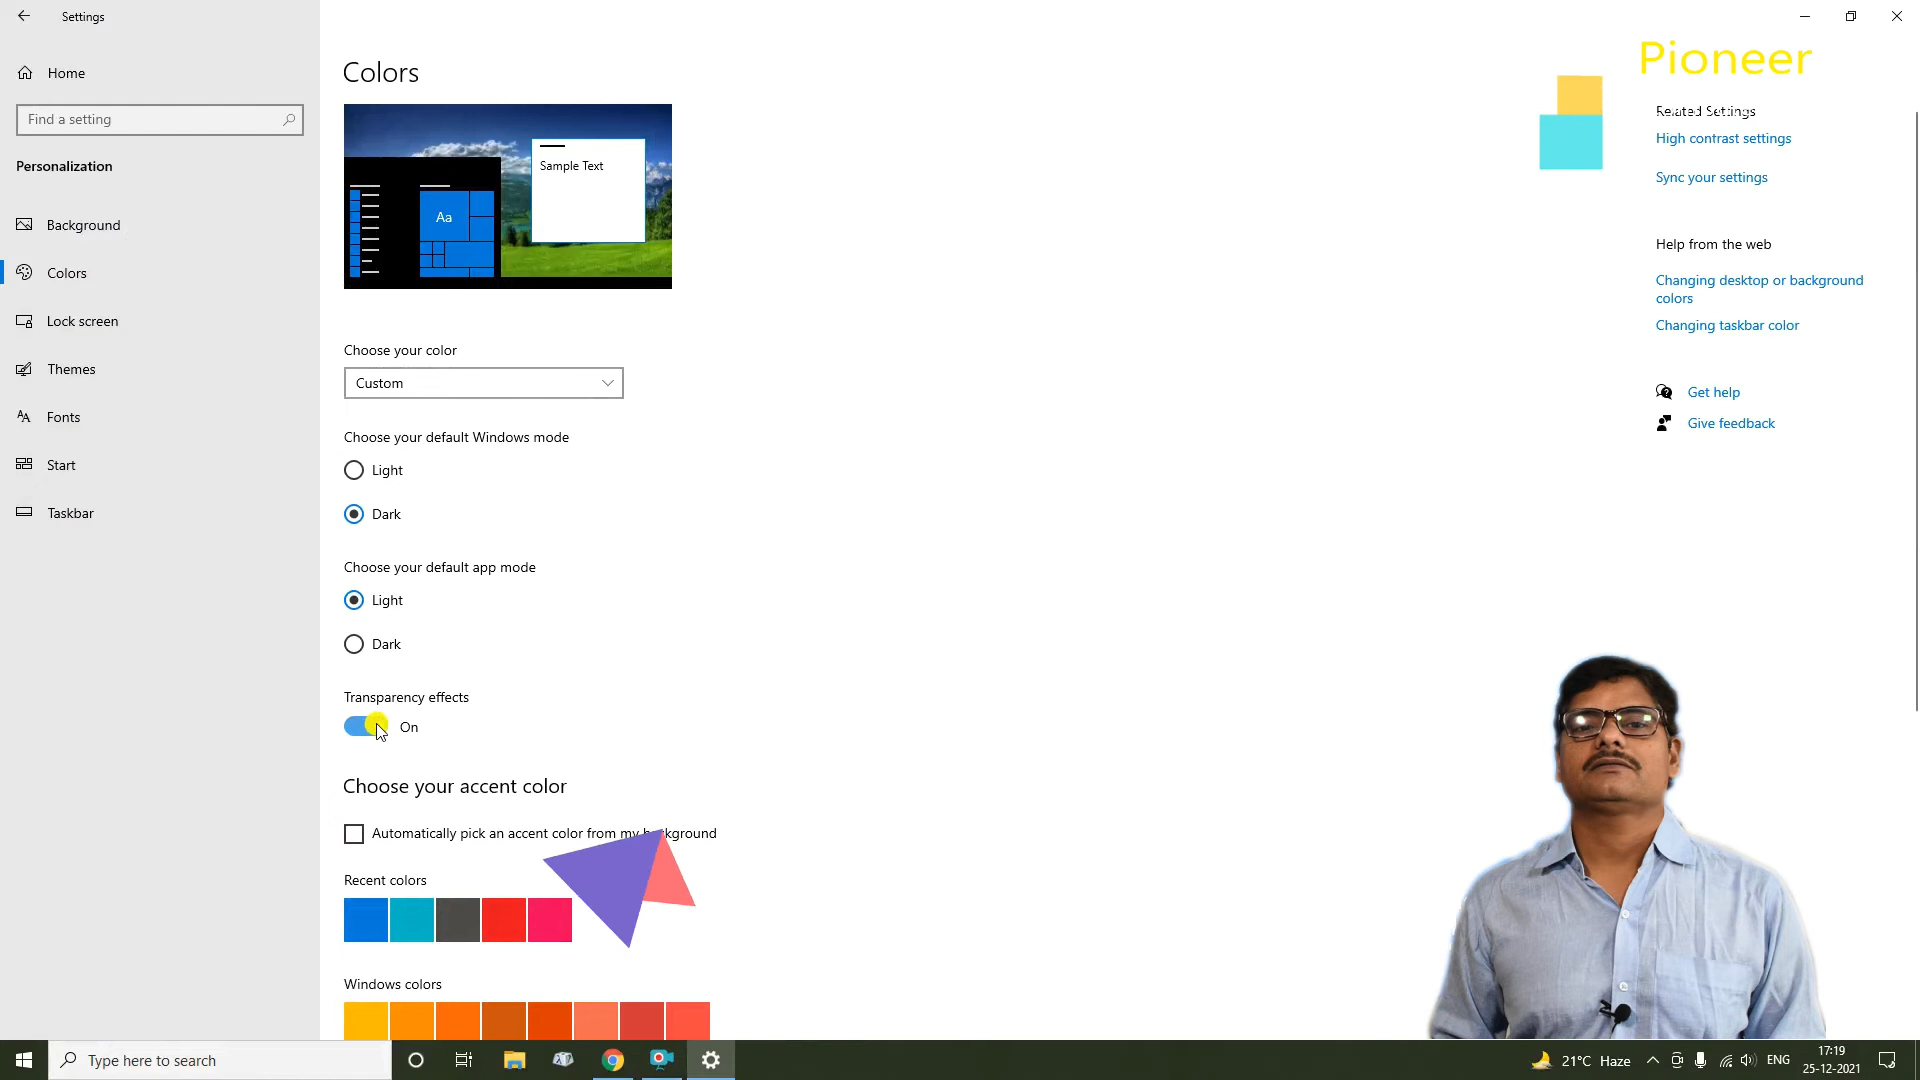 Settings
Home
Find a setting
Personalization
Background
Colors
Lock screen
Themes
Fonts
Start
Taskbar
Colors
Sample Text
Aa
Choose your color
Custom
Choose your default Windows mode
Light
Dark
Choose your default app mode
Light
Dark
Transparency effects
On
Choose your accent color
Automatically pick an accent color from my background
Recent colors
Windows colors
Pioneer
Related Settings
High contrast settings
Sync your settings
Help from the web
Changing desktop or background
colors
Changing taskbar color
Get help
Give feedback
Type here to search
21°C Haze
ENG
17:19
25-12-2021